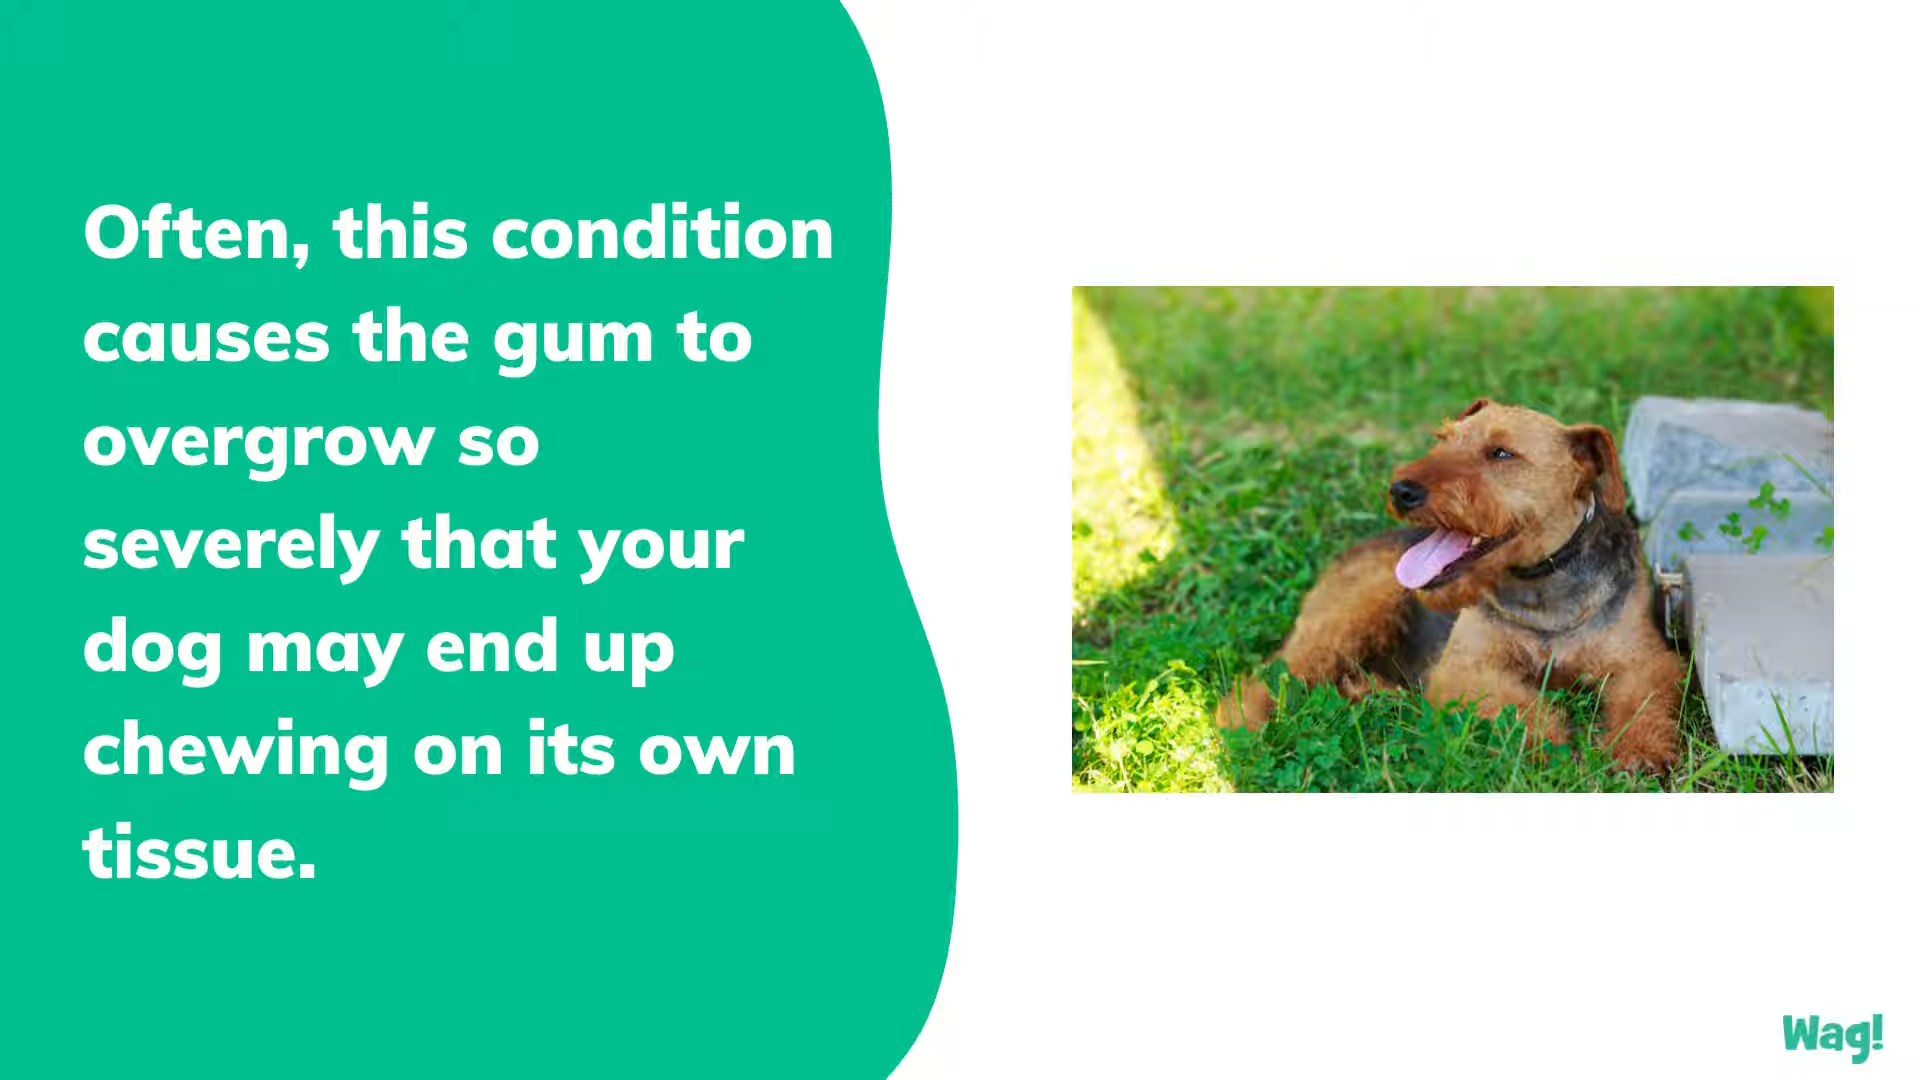 Often, this condition
causes the gum to
overgrow so
severely that your
dog may end up
chewing on its own
tissue.
Wag!